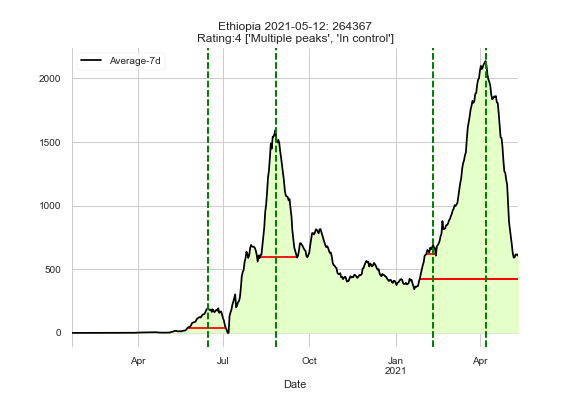 Ethiopia 2021-05-12: 264367
Rating:4 ['Multiple peaks', 'In control']
Average-7d
2000
1500
1000
500
0
Apr Jul Oct Jan Apr
2021
Date